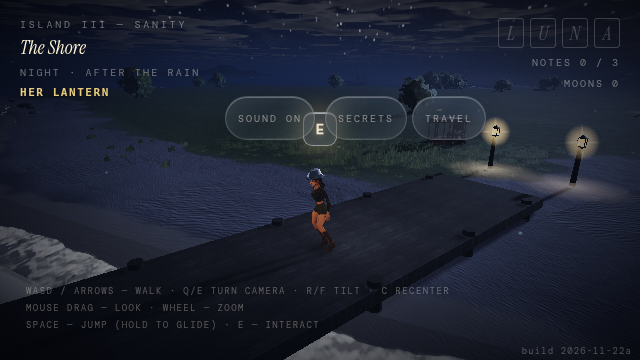 ISLAND III — SANITY
The Shore
NIGHT · AFTER THE RAIN
HER LANTERN
L U N A
NOTES 0 / 3
MOONS 0
SOUND ON
E
SECRETS
TRAVEL
WASD / ARROWS — WALK · Q/E TURN CAMERA · R/F TILT · C RECENTER
MOUSE DRAG — LOOK · WHEEL — ZOOM
SPACE — JUMP (HOLD TO GLIDE) · E — INTERACT
build 2026-11-22a